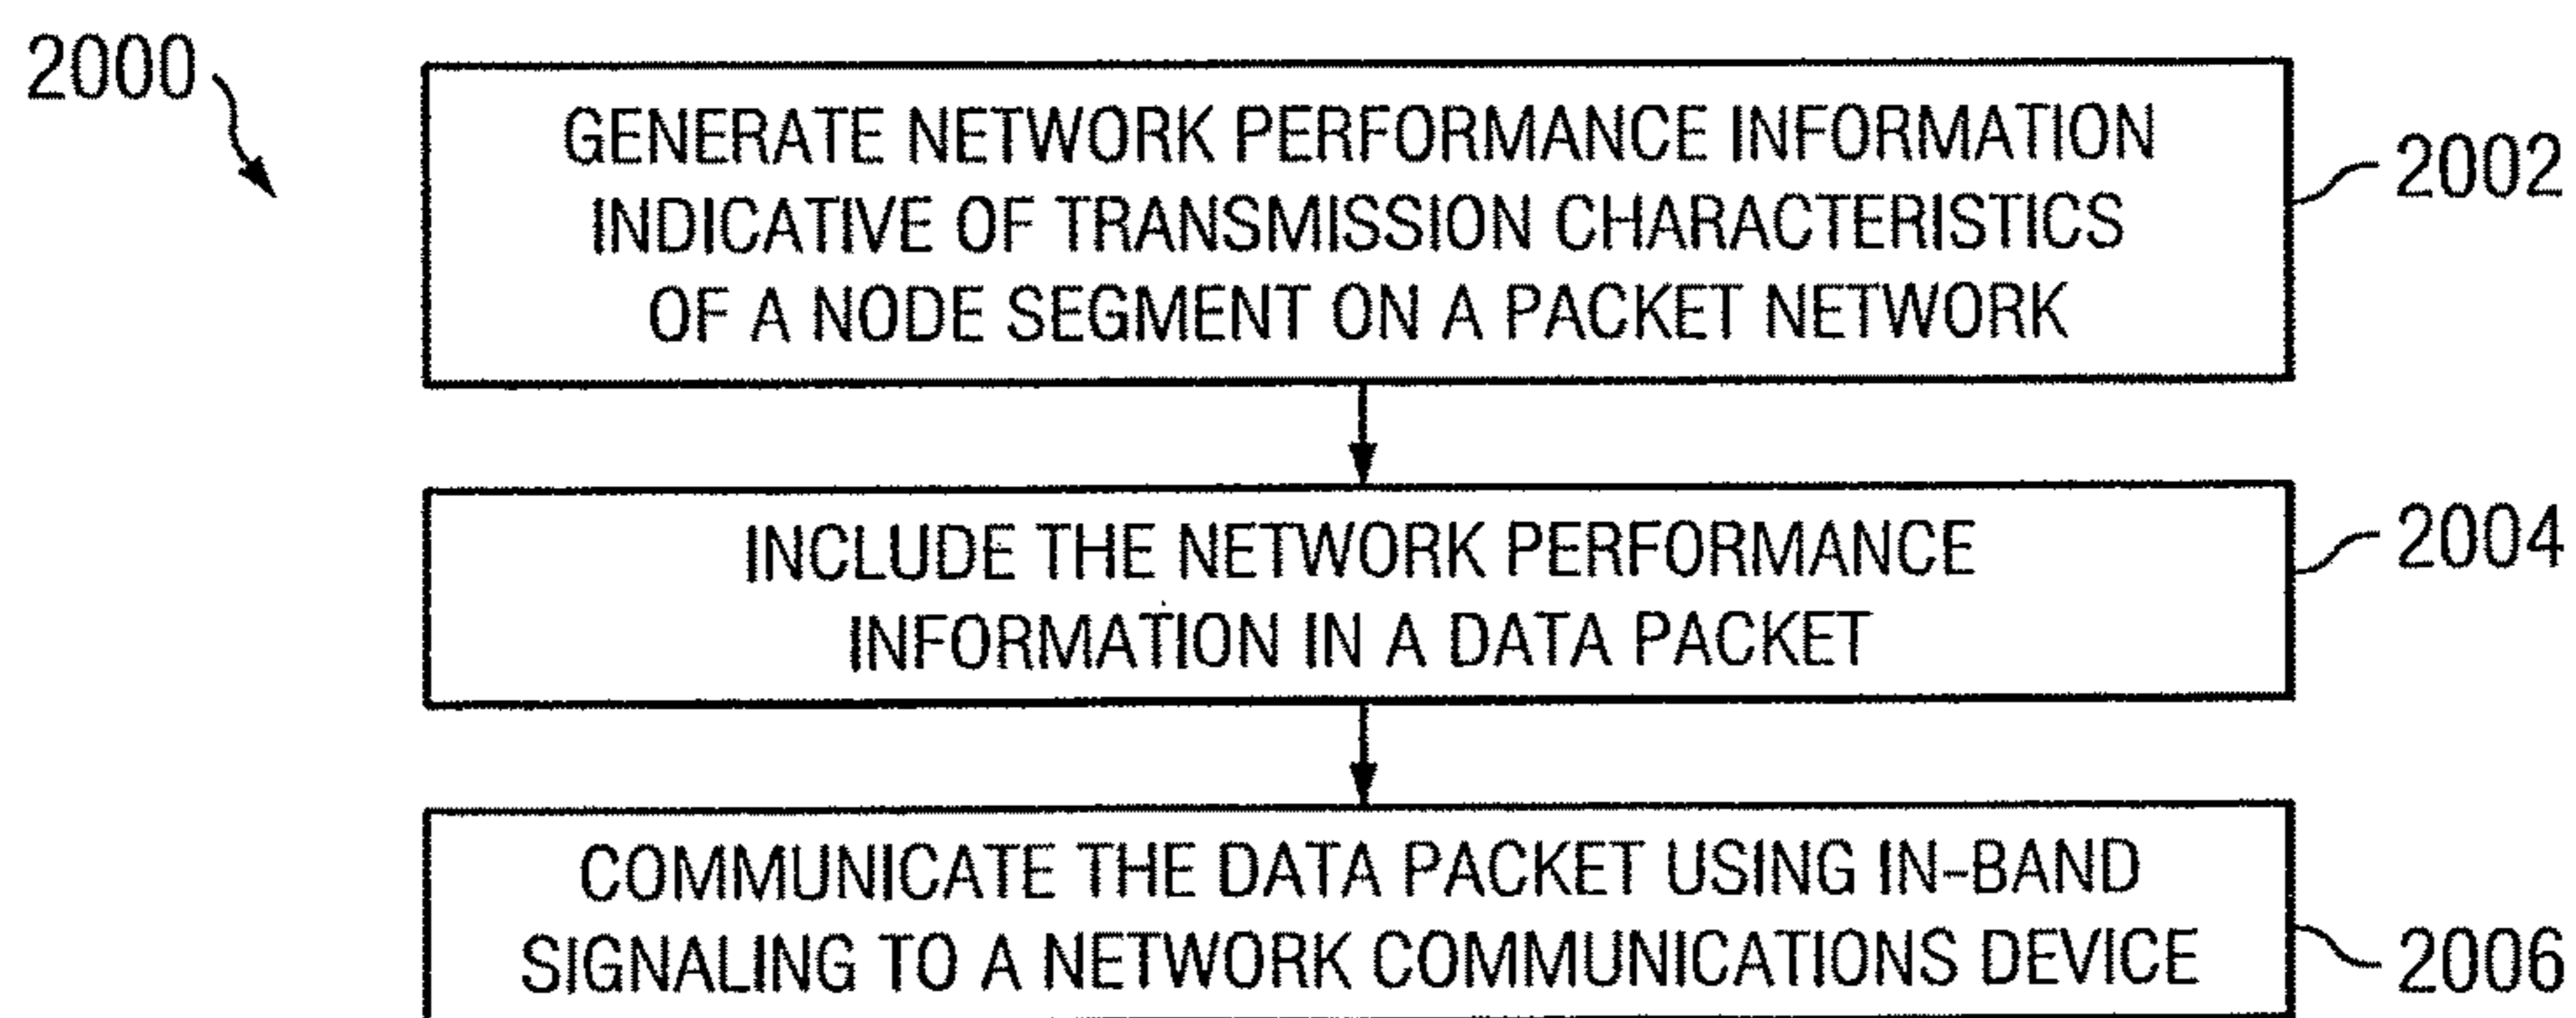 2000
GENERATE NETWORK PERFORMANCE INFORMATION
INDICATIVE OF TRANSMISSION CHARACTERISTICS
OF A NODE SEGMENT ON A PACKET NETWORK
2002
INCLUDE THE NETWORK PERFORMANCE
INFORMATION IN A DATA PACKET
2004
COMMUNICATE THE DATA PACKET USING IN-BAND
SIGNALING TO A NETWORK COMMUNICATIONS DEVICE
2006